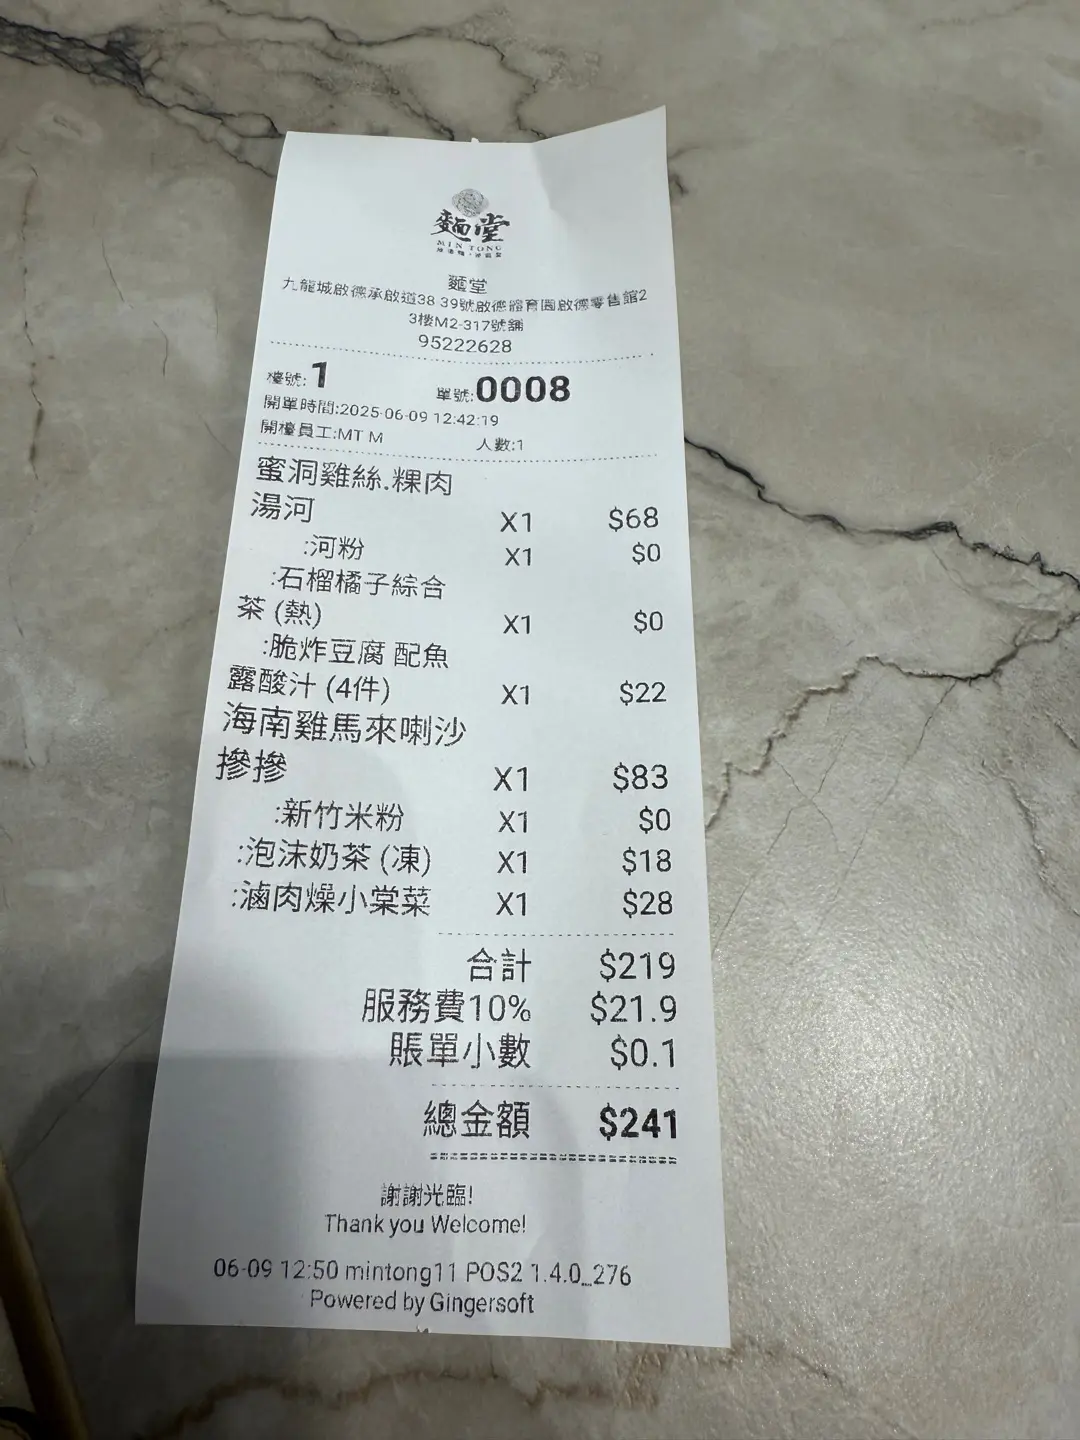 麵堂
MIN TONG
麵堂
九龍城啟德承啟道38 39號啟德體育園啟德零售館2
3樓M2-317號舖
95222628
檯號:1 單號:0008
開單時間:2025-06-09 12:42:19
開檯員工:MT M 人數:1
蜜洞雞絲.粿肉
湯河 X1 $68
:河粉 X1 $0
:石榴橘子綜合
茶 (熱) X1 $0
:脆炸豆腐 配魚
露酸汁 (4件) X1 $22
海南雞馬來喇沙
摻摻 X1 $83
:新竹米粉 X1 $0
:泡沫奶茶 (凍) X1 $18
:滷肉燥小棠菜 X1 $28
合計 $219
服務費10% $21.9
賬單小數 $0.1
總金額 $241
謝謝光臨!
Thank you Welcome!
06-09 12:50 mintong11 POS2 1.4.0_276
Powered by Gingersoft